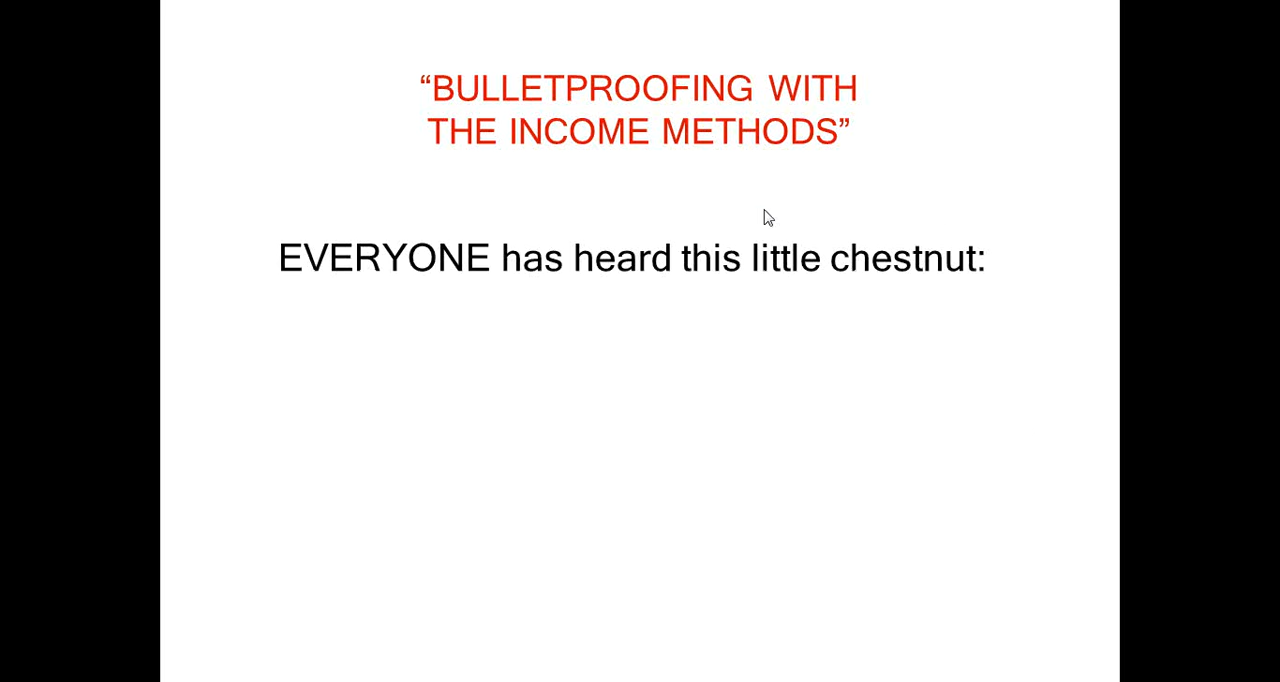 “BULLETPROOFING WITH
THE INCOME METHODS”
EVERYONE has heard this little chestnut: